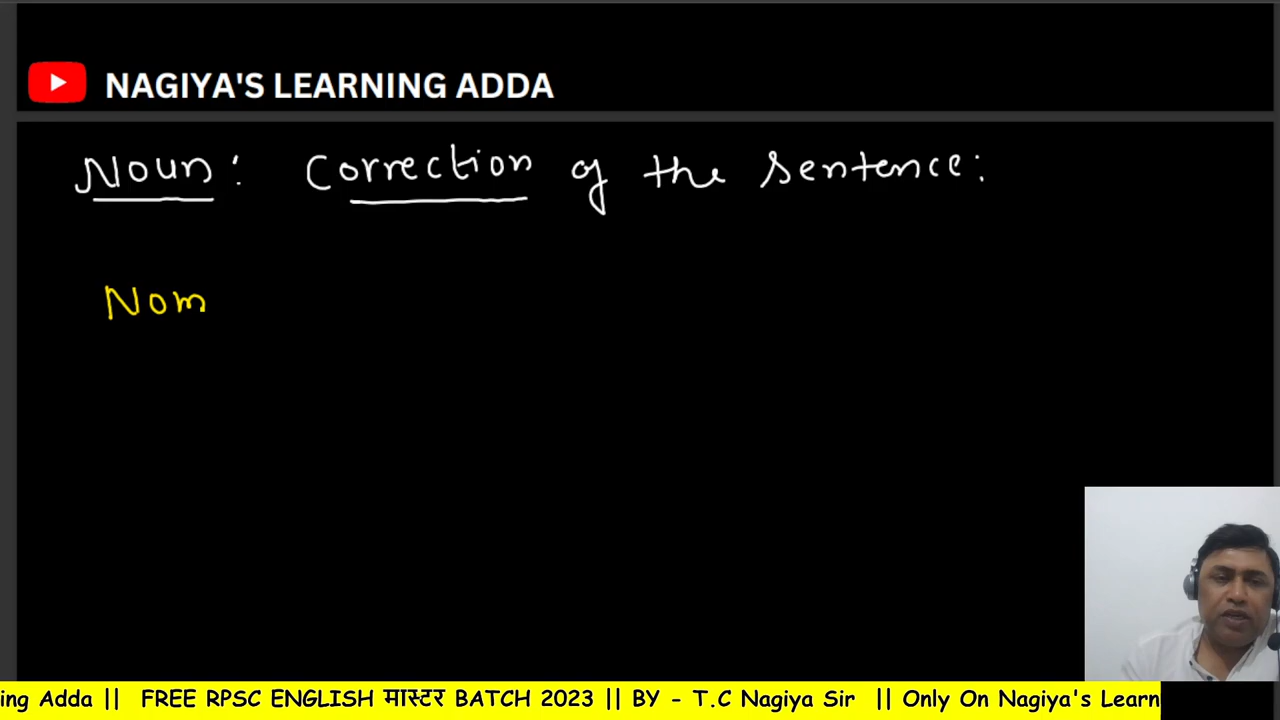 NAGIYA'S LEARNING ADDA
Noun: Correction of the sentence:
Nom
ing Adda || FREE RPSC ENGLISH मास्टर BATCH 2023 || BY - T.C Nagiya Sir || Only On Nagiya's Learn